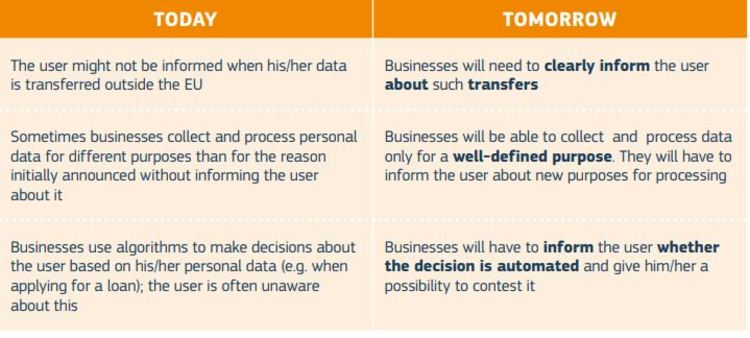 TODAY
TOMORROW
The user might not be informed when his/her data
is transferred outside the EU
Businesses will need to clearly inform the user
about such transfers
Sometimes businesses collect and process personal
data for different purposes than for the reason
initially announced without informing the user
about it
Businesses will be able to collect and process data
only for a well-defined purpose. They will have to
inform the user about new purposes for processing
Businesses use algorithms to make decisions about
the user based on his/her personal data (e.g. when
applying for a loan); the user is often unaware
about this
Businesses will have to inform the user whether
the decision is automated and give him/her a
possibility to contest it